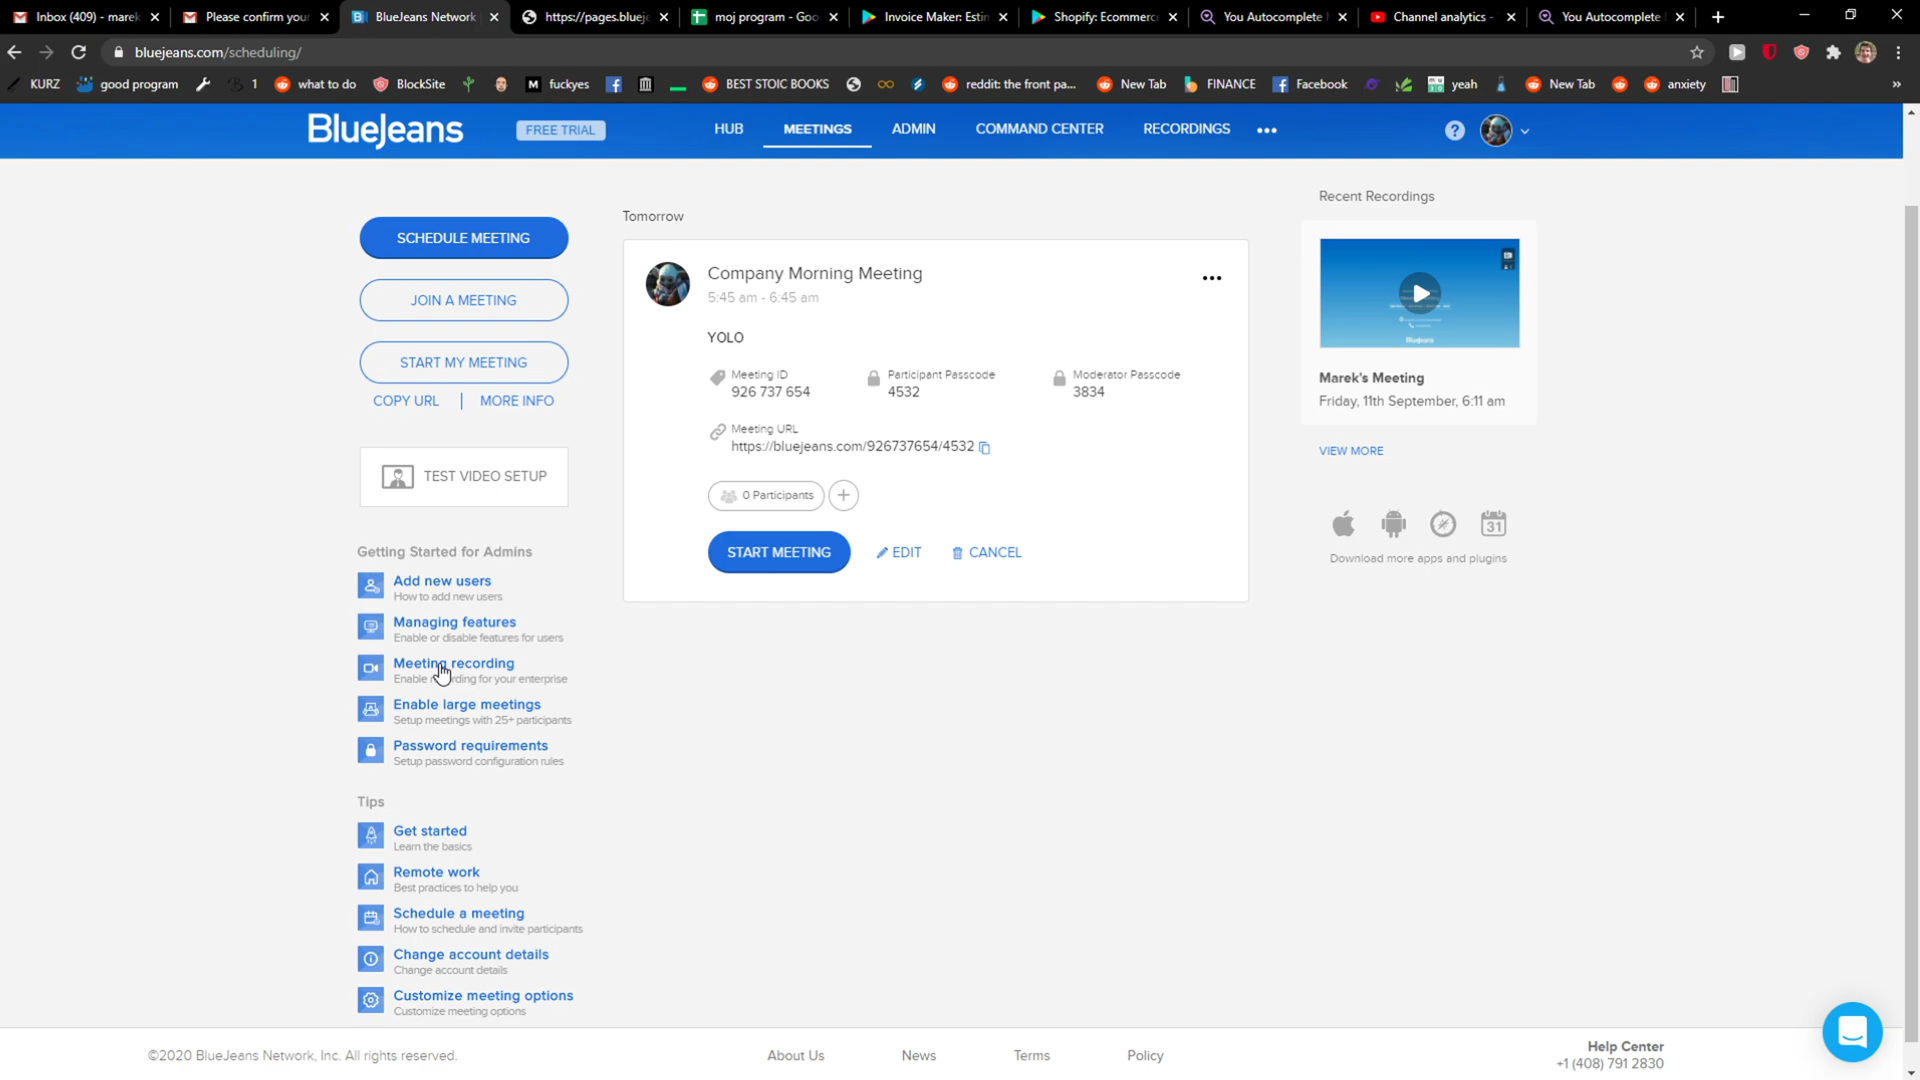 Inbox (409) - marek
Please confirm your
BlueJeans Network
https://pages.bluej
moj program - Goo
Invoice Maker: Estin
Shopify: Ecommerc
You Autocomplete
Channel analytics -
You Autocomplete
bluejeans.com/scheduling/
KURZ
good program
1
what to do
BlockSite
M fuckyes
BEST STOIC BOOKS
reddit: the front pa...
New Tab
FINANCE
Facebook
yeah
New Tab
anxiety
»
BlueJeans
FREE TRIAL
HUB
MEETINGS
ADMIN
COMMAND CENTER
RECORDINGS
•••
?
SCHEDULE MEETING
JOIN A MEETING
START MY MEETING
COPY URL | MORE INFO
TEST VIDEO SETUP
Getting Started for Admins
Add new users
How to add new users
Managing features
Enable or disable features for users
Meeting recording
Enable recording for your enterprise
Enable large meetings
Setup meetings with 25+ participants
Password requirements
Setup password configuration rules
Tips
Get started
Learn the basics
Remote work
Best practices to help you
Schedule a meeting
How to schedule and invite participants
Change account details
Change account details
Customize meeting options
Customize meeting options
Tomorrow
Company Morning Meeting
5:45 am - 6:45 am
YOLO
Meeting ID
926 737 654
Participant Passcode
4532
Moderator Passcode
3834
Meeting URL
https://bluejeans.com/926737654/4532
0 Participants
START MEETING
EDIT
CANCEL
Recent Recordings
BlueJeans
Marek's Meeting
Friday, 11th September, 6:11 am
VIEW MORE
31
Download more apps and plugins
©2020 BlueJeans Network, Inc. All rights reserved.
About Us
News
Terms
Policy
Help Center
+1 (408) 791 2830